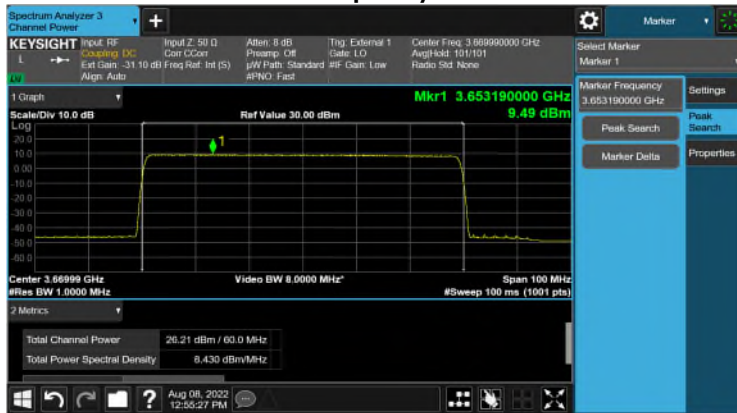 Spectrum Analyzer 3
Channel Power
+
Marker
KEYSIGHT
Input: RF
Coupling: DC
Ext Gain: -31.10 dB
Align: Auto
Input Z: 50 Ω
Corr CCorr
Freq Ref: Int (S)
Atten: 8 dB
Preamp: Off
µW Path: Standard
#PNO: Fast
Trig: External 1
Gate: LO
#IF Gain: Low
Center Freq: 3.669990000 GHz
Avg|Hold: 101/101
Radio Std: None
L
Select Marker
Marker 1
Marker Frequency
3.653190000 GHz
Settings
Peak Search
Peak
Search
Marker Delta
Properties
1 Graph
Mkr1 3.653190000 GHz
Scale/Div 10.0 dB
Ref Value 30.00 dBm
9.49 dBm
Log
20.0
10.0
0.00
-10.0
-20.0
-30.0
-40.0
-50.0
-60.0
1
Center 3.66999 GHz
Video BW 8.0000 MHz*
Span 100 MHz
#Res BW 1.0000 MHz
#Sweep 100 ms (1001 pts)
2 Metrics
Total Channel Power
26.21 dBm / 60.0 MHz
Total Power Spectral Density
8.430 dBm/MHz
?
Aug 08, 2022
12:55:27 PM